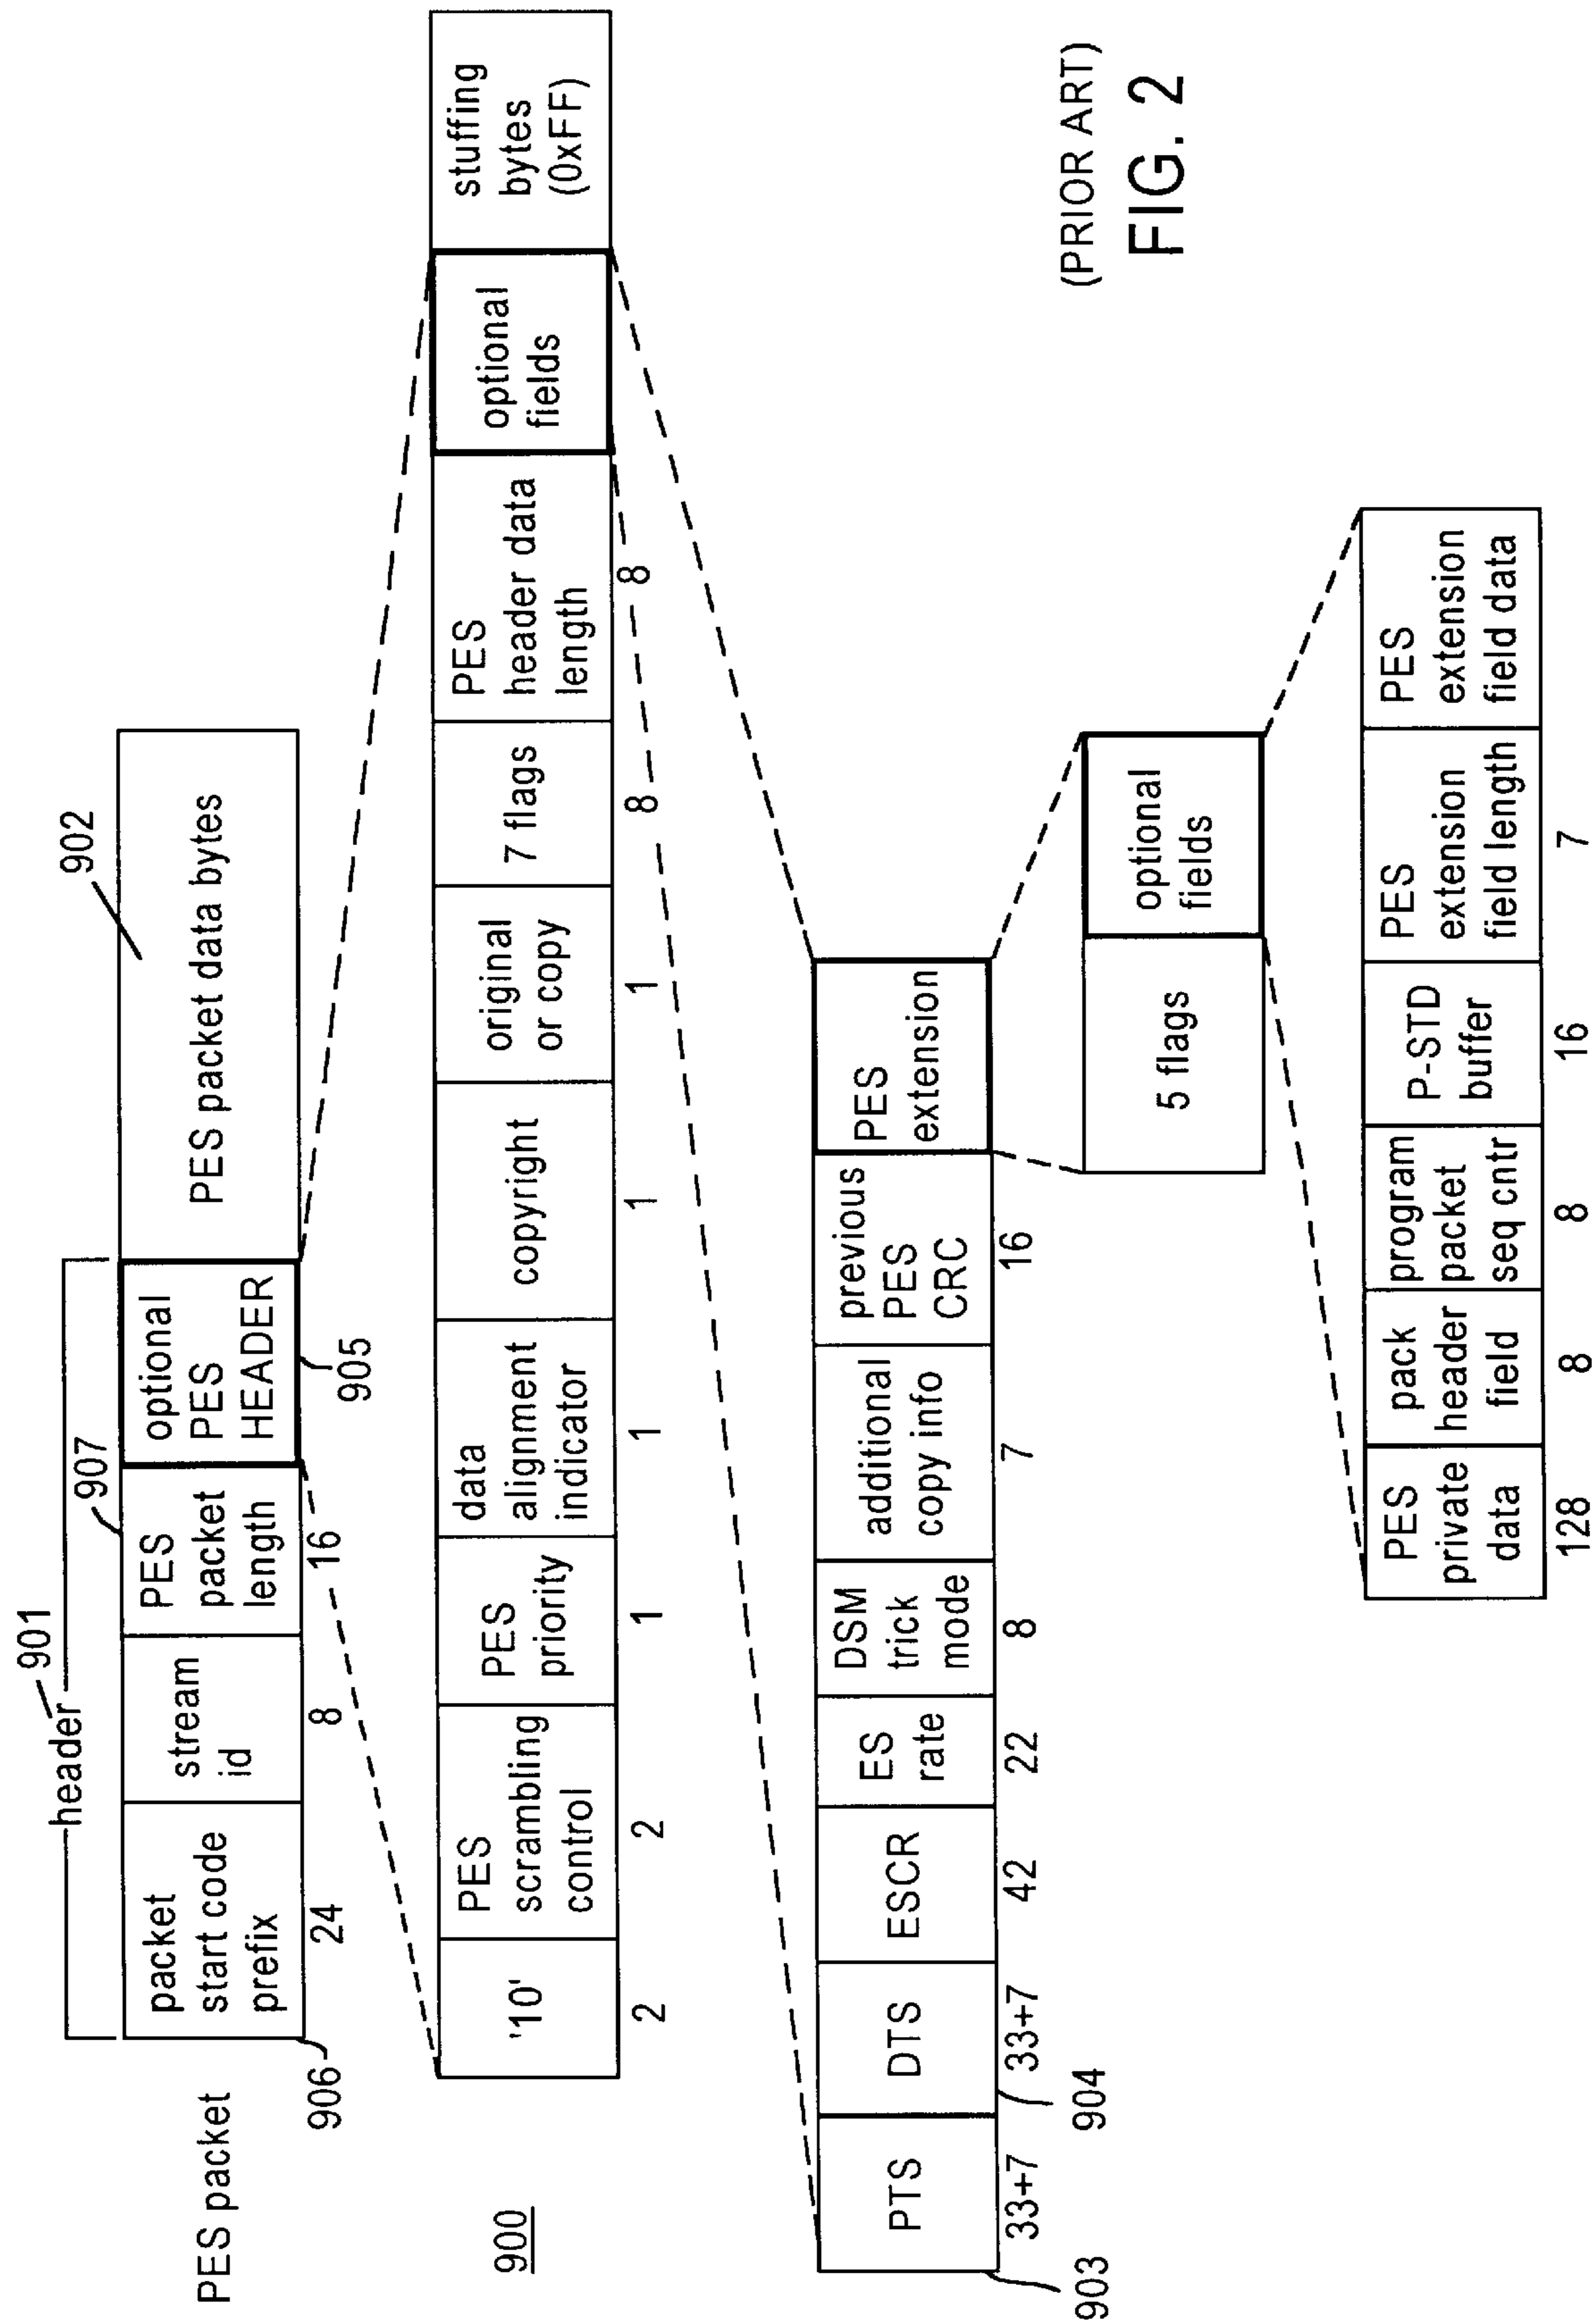 901
header
907
902
PES packet
packet
start code
prefix
stream
id
PES
packet
length
optional
PES
HEADER
PES packet data bytes
906
24
8
16
905
900
'10'
PES
scrambling
control
PES
priority
data
alignment
indicator
copyright
original
or copy
7 flags
PES
header data
length
optional
fields
stuffing
bytes
(0xFF)
2
2
1
1
1
1
8
8
PTS
DTS
ESCR
ES
rate
DSM
trick
mode
additional
copy info
previous
PES
CRC
PES
extension
33+7
33+7
42
22
8
7
16
903
904
5 flags
optional
fields
PES
private
data
pack
header
field
program
packet
seq cntr
P-STD
buffer
PES
extension
field length
PES
extension
field data
128
8
8
16
7
(PRIOR ART)
FIG. 2